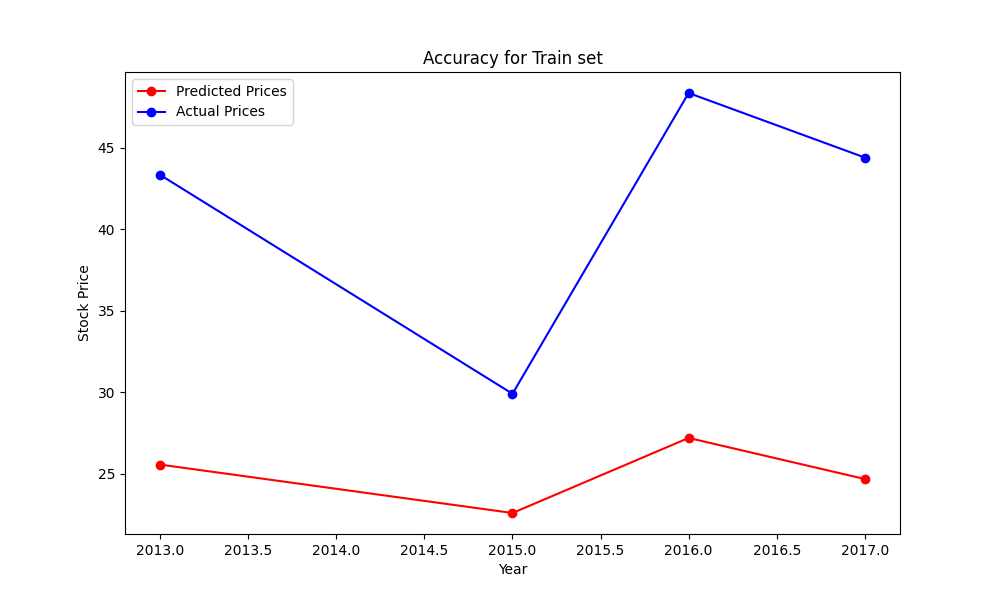 Accuracy for Train set
Predicted Prices
Actual Prices
45
40
35
30
25
Stock Price
2013.0 2013.5 2014.0 2014.5 2015.0 2015.5 2016.0 2016.5 2017.0
Year